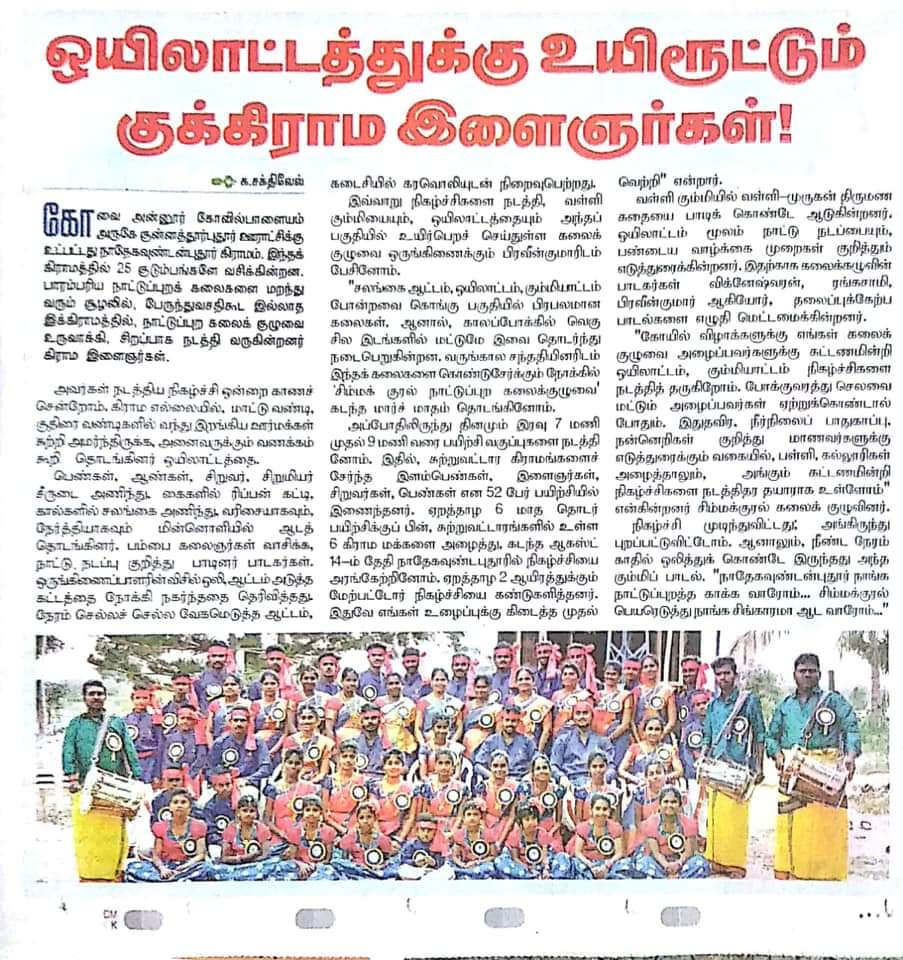 ஒயிலாட்டத்துக்கு உயிரூட்டும்
குக்கிராம இளைஞர்கள்!
க.சக்திவேல்
கோவை அன்னூர் கோவில்பாளையம்
அருகே குன்னத்தூர்புதூர் ஊராட்சிக்கு
உட்பட்டது நாதேகவுண்டன்புதூர் கிராமம். இந்தக்
கிராமத்தில் 25 குடும்பங்களே வசிக்கின்றன.
பாரம்பரிய நாட்டுப்புறக் கலைகளை மறந்து
வரும் சூழலில், பேருந்துவசதிகூட இல்லாத
இக்கிராமத்தில், நாட்டுப்புற கலைக் குழுவை
உருவாக்கி, சிறப்பாக நடத்தி வருகின்றனர்
கிராம இளைஞர்கள்.
அவர்கள் நடத்திய நிகழ்ச்சி ஒன்றை காணச்
சென்றோம். கிராம எல்லையில், மாட்டு வண்டி,
குதிரை வண்டிகளில் வந்து இறங்கிய ஊர்மக்கள்
சுற்றி அமர்ந்திருக்க, அனைவருக்கும் வணக்கம்
கூறி தொடங்கினர் ஒயிலாட்டத்தை.
பெண்கள், ஆண்கள், சிறுவர், சிறுமியர்
சீருடை அணிந்து, கைகளில் ரிப்பன் கட்டி,
கால்களில் சலங்கை அணிந்து, வரிசையாகவும்,
நேர்த்தியாகவும் மின்னொளியில் ஆடத்
தொடங்கினர். பம்பை கலைஞர்கள் வாசிக்க,
நாட்டு நடப்பு குறித்து பாடினர் பாடகர்கள்.
ஒருங்கிணைப்பாளரின் விசில் ஒலி, ஆட்டம் அடுத்த
கட்டத்தை நோக்கி நகர்ந்ததை தெரிவித்தது.
நேரம் செல்லச் செல்ல வேகமெடுத்த ஆட்டம்,
கடைசியில் கரவொலியுடன் நிறைவுபெற்றது.
இவ்வாறு நிகழ்ச்சிகளை நடத்தி, வள்ளி
கும்மியையும், ஒயிலாட்டத்தையும் அந்தப்
பகுதியில் உயிர்பெறச் செய்துள்ள கலைக்
குழுவை ஒருங்கிணைக்கும் பிரவின்குமாரிடம்
பேசினோம்.
"சலங்கை ஆட்டம், ஒயிலாட்டம், கும்மியாட்டம்
போன்றவை கொங்கு பகுதியில் பிரபலமான
கலைகள், ஆனால், காலப்போக்கில் வெகு
சில இடங்களில் மட்டுமே இவை தொடர்ந்து
நடைபெறுகின்றன. வருங்கால சந்ததியினரிடம்
இந்தக் கலைகளை கொண்டுசேர்க்கும் நோக்கில்
'சிம்மக் குரல் நாட்டுப்புற கலைக்குழுவை'
கடந்த மார்ச் மாதம் தொடங்கினோம்.
அப்போதிலிருந்து தினமும் இரவு 7 மணி
முதல் 9 மணி வரை பயிற்சி வகுப்புகளை நடத்தி
னோம். இதில், சுற்றுவட்டார கிராமங்களைச்
சேர்ந்த இளம்பெண்கள், இளைஞர்கள்,
சிறுவர்கள், பெண்கள் என 52 பேர் பயிற்சியில்
இணைந்தனர். ஏறத்தாழ 6 மாத தொடர்
பயிற்சிக்குப் பின், சுற்றுவட்டாரங்களில் உள்ள
6 கிராம மக்களை அழைத்து, கடந்த ஆகஸ்ட்
14-ம் தேதி நாதேகவுண்டபுதூரில் நிகழ்ச்சியை
அரங்கேற்றினோம். ஏறத்தாழ 2 ஆயிரத்துக்கும்
மேற்பட்டோர் நிகழ்ச்சியை கண்டுகளித்தனர்.
இதுவே எங்கள் உழைப்புக்கு கிடைத்த முதல்
வெற்றி" என்றார்.
வள்ளி கும்மியில் வள்ளி-முருகன் திருமண
கதையை பாடிக் கொண்டே ஆடுகின்றனர்.
ஒயிலாட்டம் மூலம் நாட்டு நடப்பையும்,
பண்டைய வாழ்க்கை முறைகள் குறித்தும்
எடுத்துரைக்கின்றனர். இதற்காக கலைக்கழுவின்
பாடகர்கள் விக்னேஷ்வரன், ரங்கசாமி,
பிரவின்குமார் ஆகியோர், தலைப்புக்கேற்ப
பாடல்களை எழுதி மெட்டமைக்கின்றனர்.
"கோயில் விழாக்களுக்கு எங்கள் கலைக்
குழுவை அழைப்பவர்களுக்கு கட்டணமின்றி
ஒயிலாட்டம், கும்மியாட்டம் நிகழ்ச்சிகளை
நடத்தித் தருகிறோம். போக்குவரத்து செலவை
மட்டும் அழைப்பவர்கள் ஏற்றுக்கொண்டால்
போதும். இதுதவிர, நீர்நிலைப் பாதுகாப்பு,
நன்னெறிகள் குறித்து மாணவர்களுக்கு
எடுத்துரைக்கும் வகையில், பள்ளி, கல்லூரிகள்
அழைத்தாலும், அங்கும் கட்டணமின்றி
நிகழ்ச்சிகளை நடத்திதர தயாராக உள்ளோம்"
என்கின்றனர் சிம்மக்குரல் கலைக் குழுவினர்.
நிகழ்ச்சி முடிந்துவிட்டது; அங்கிருந்து
புறப்பட்டுவிட்டோம். ஆனாலும், நீண்ட நேரம்
காதில் ஒலித்துக் கொண்டே இருந்தது அந்த
கும்மிப் பாடல். "நாதேகவுண்டன்புதூர் நாங்க
நாட்டுப்புறத்த காக்க வாரோம்... சிம்மக்குரல்
பெயரெடுத்து நாங்க சிங்காரமா ஆட வாரோம்..."
CM
K